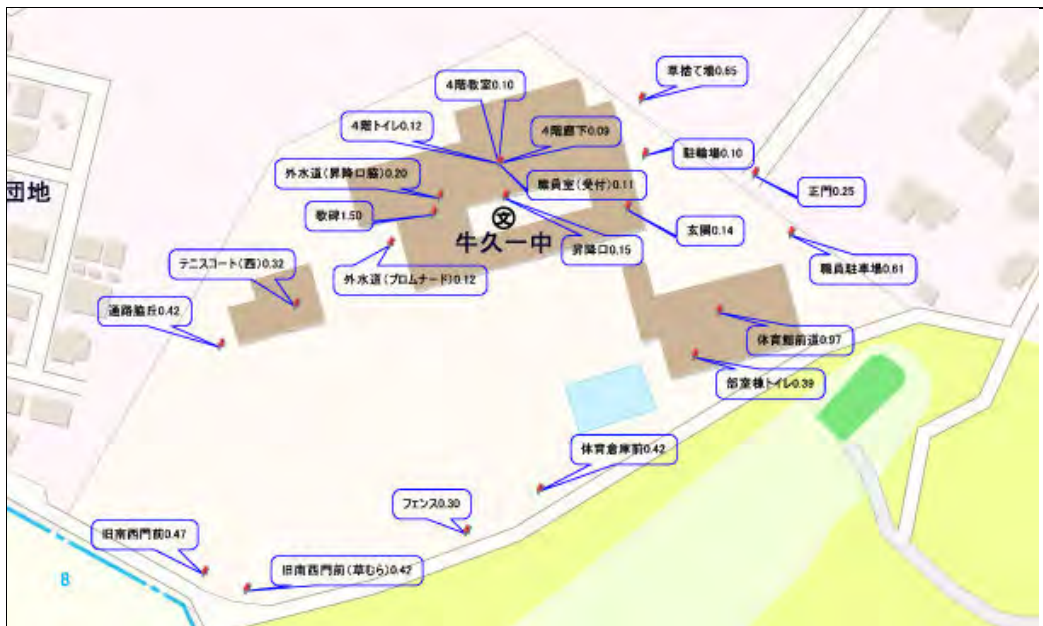 草捨て場0.65
4階教室0.10
4階トイレ0.12
4階廊下0.09
駐輪場0.10
外水道(昇降口脇)0.20
職員室(受付)0.11
正門0.25
団地
歌碑1.50
玄関0.14
牛久一中
昇降口0.15
テニスコート(西)0.32
外水道(プロムナード)0.12
職員駐車場0.61
通路脇丘0.42
体育館前道0.97
部室棟トイレ0.39
体育倉庫前0.42
フェンス0.30
旧南西門前0.47
旧南西門前(草むら)0.42
8